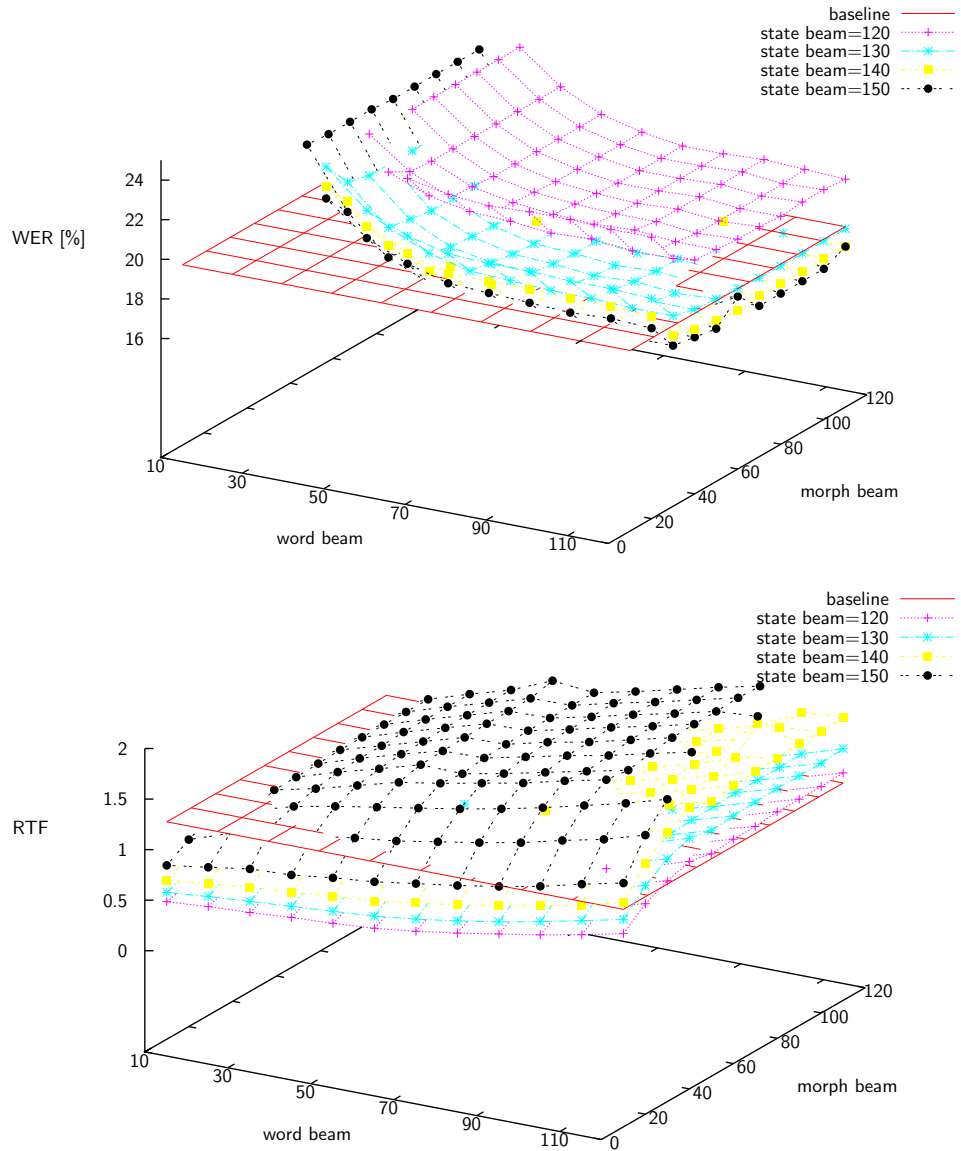 baseline
state beam=120
state beam=130
state beam=140
state beam=150
24
22
20
18
16
WER [%]
10
30
50
70
90
110
word beam
0
20
40
60
80
100
120
morph beam
baseline
state beam=120
state beam=130
state beam=140
state beam=150
2
1.5
1
0.5
0
RTF
10
30
50
70
90
110
word beam
0
20
40
60
80
100
120
morph beam